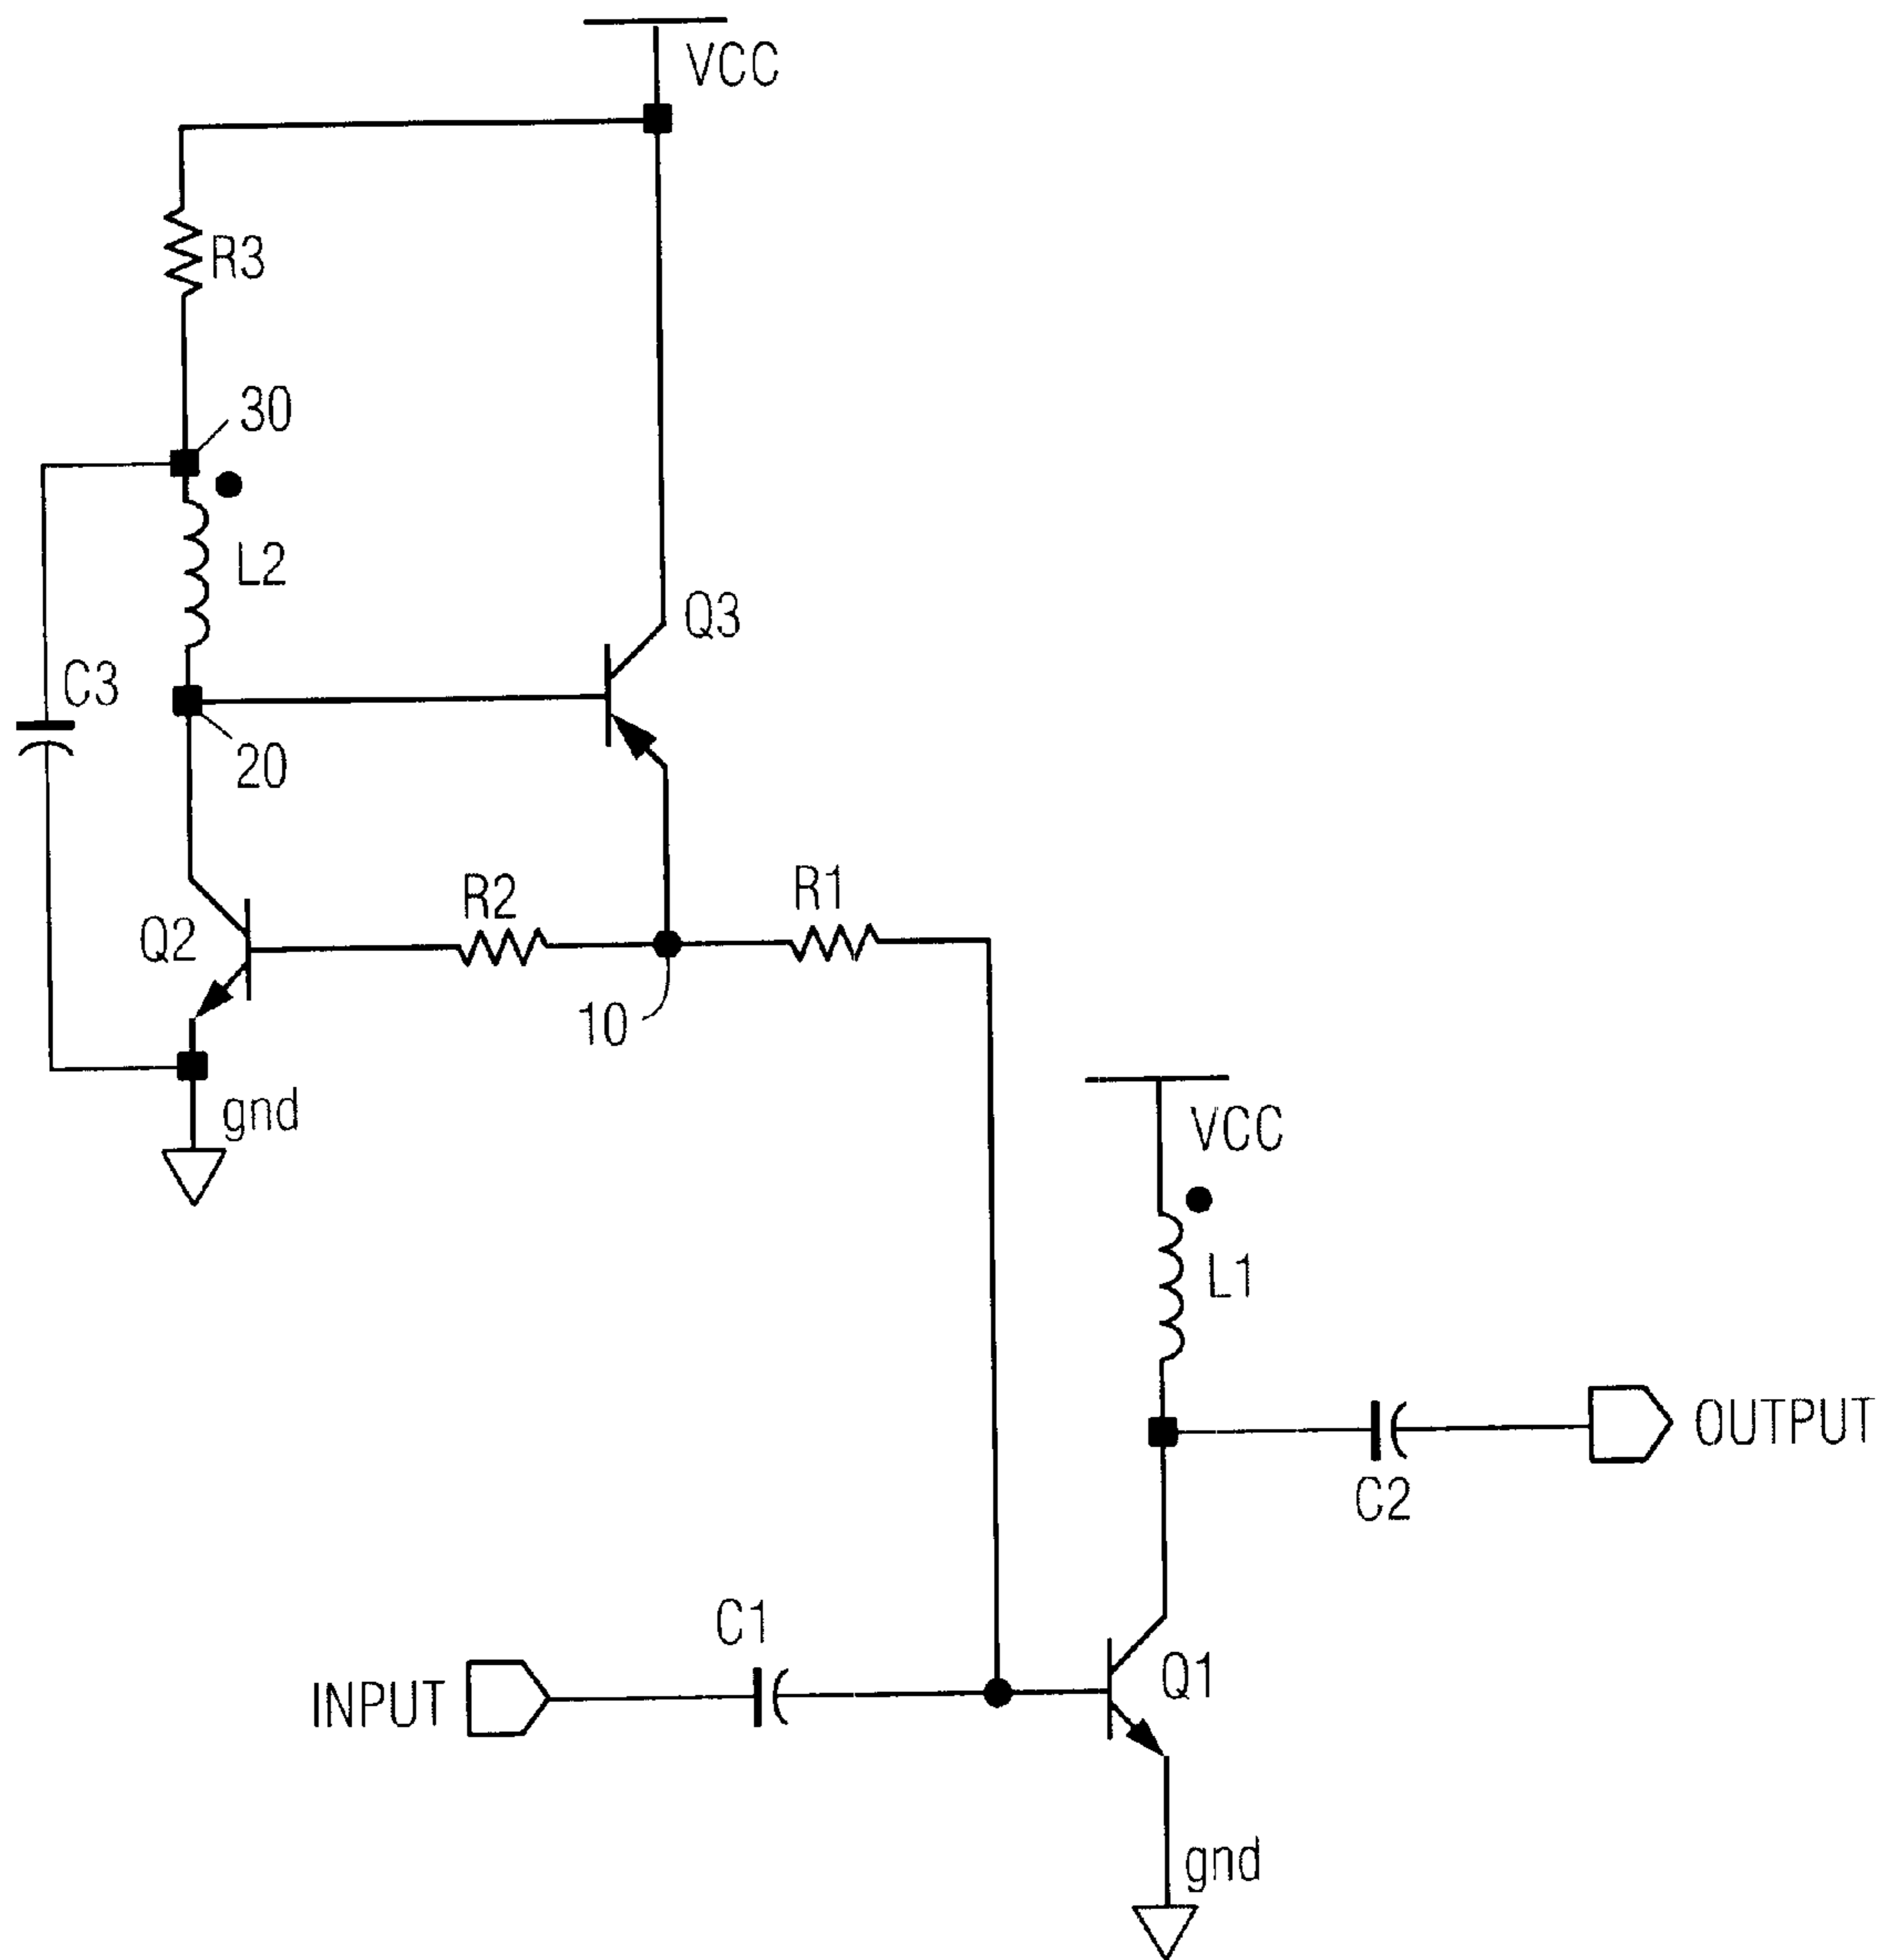 VCC
R3
30
L2
Q3
C3
20
R2
R1
Q2
10
gnd
VCC
L1
OUTPUT
C2
C1
INPUT
Q1
gnd